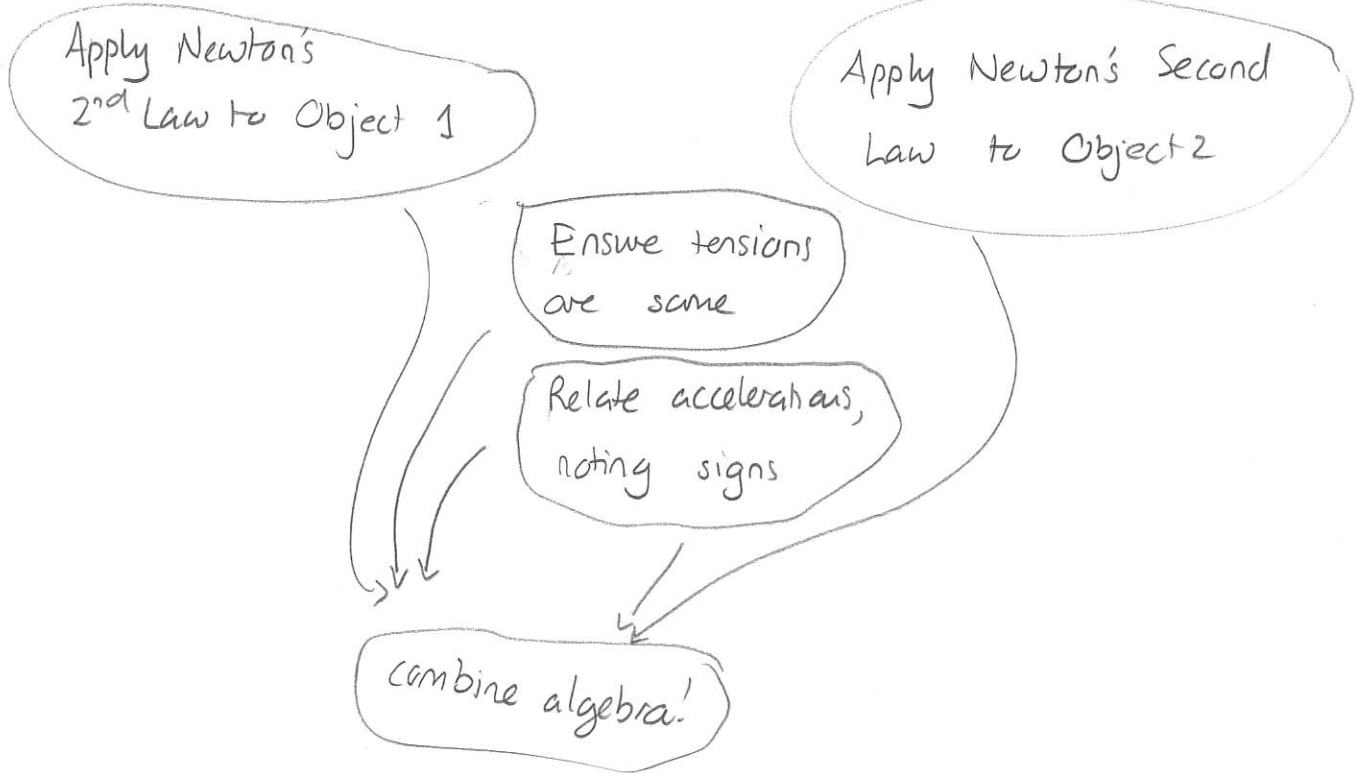 Apply Newton's
2nd Law to Object 1
Apply Newton's Second
Law to Object 2
Ensure tensions
are same
Relate accelerations,
noting signs
combine algebra!